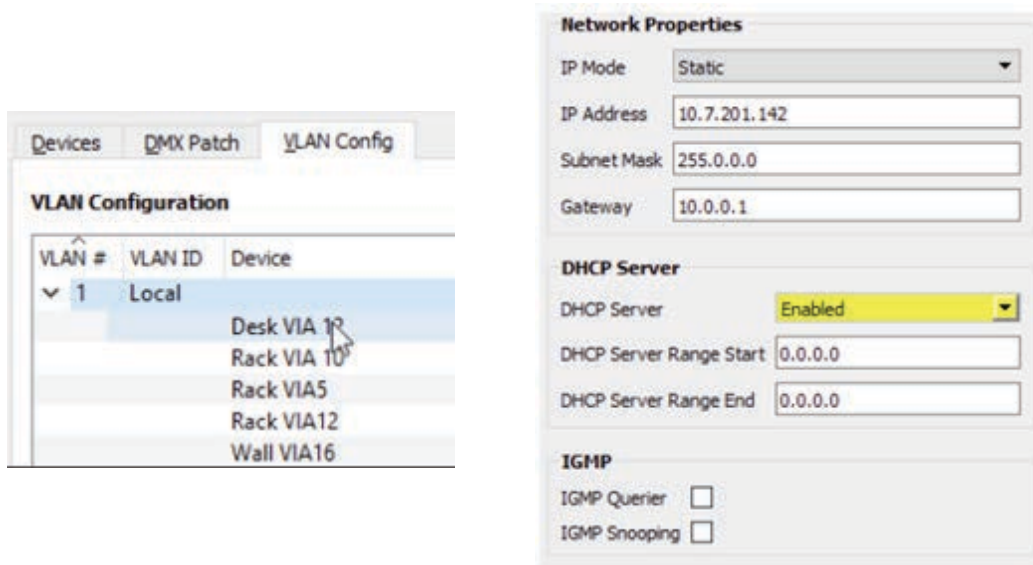 Devices DMX Patch VLAN Config
VLAN Configuration
VLAN # VLAN ID Device
1 Local
Desk VIA 12
Rack VIA 10
Rack VIA5
Rack VIA12
Wall VIA16
Network Properties
IP Mode Static
IP Address 10.7.201.142
Subnet Mask 255.0.0.0
Gateway 10.0.0.1
DHCP Server
DHCP Server Enabled
DHCP Server Range Start 0.0.0.0
DHCP Server Range End 0.0.0.0
IGMP
IGMP Querier
IGMP Snooping